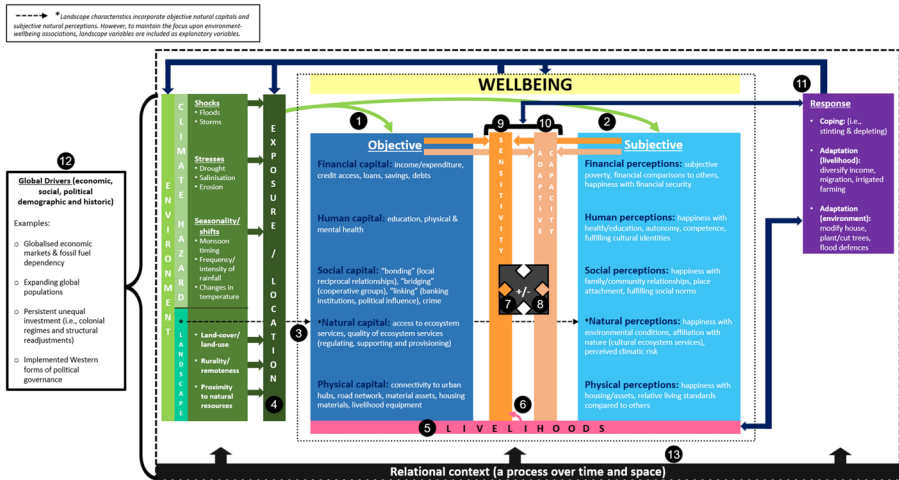 * Landscape characteristics incorporate objective natural capitals and
subjective natural perceptions. However, to maintain the focus upon environment-
wellbeing associations, landscape variables are included as explanatory variables.
12
Global Drivers (economic,
social, political
demographic and historic)
Examples:
○ Globalised economic
markets & fossil fuel
dependency
○ Expanding global
populations
○ Persistent unequal
investment (i.e., colonial
regimes and structural
readjustments)
○ Implemented Western
forms of political
governance
ENVIRONMENT
CLIMATE HAZARD
Shocks
• Floods
• Storms
Stresses
• Drought
• Salinisation
• Erosion
Seasonality/
shifts
• Monsoon
timing
• Frequency/
intensity of
rainfall
• Changes in
temperature
* LANDSCAPE
• Land-cover/
land-use
• Rurality/
remoteness
• Proximity
to natural
resources
EXPOSURE / LOCATION
4
3
WELLBEING
1
Objective
Financial capital: income/expenditure,
credit access, loans, savings, debts
Human capital: education, physical &
mental health
Social capital: "bonding" (local
reciprocal relationships), "bridging"
(cooperative groups), "linking" (banking
institutions, political influence), crime
*Natural capital: access to ecosystem
services, quality of ecosystem services
(regulating, supporting and provisioning)
Physical capital: connectivity to urban
hubs, road network, material assets, housing
materials, livelihood equipment
9
SENSITIVITY
10
ADAPTIVE
CAPACITY
7
+/-
8
6
2
Subjective
Financial perceptions: subjective
poverty, financial comparisons to others,
happiness with financial security
Human perceptions: happiness with
health/education, autonomy, competence,
fulfilling cultural identities
Social perceptions: happiness with
family/community relationships, place
attachment, fulfilling social norms
*Natural perceptions: happiness with
environmental conditions, affiliation with
nature (cultural ecosystem services),
perceived climatic risk
Physical perceptions: happiness with
housing/assets, relative living standards
compared to others
5
LIVELIHOODS
11
Response
• Coping: (i.e.,
stinting & depleting)
• Adaptation
(livelihood):
diversify income,
migration, irrigated
farming
• Adaptation
(environment):
modify house,
plant/cut trees,
flood defences
13
Relational context (a process over time and space)